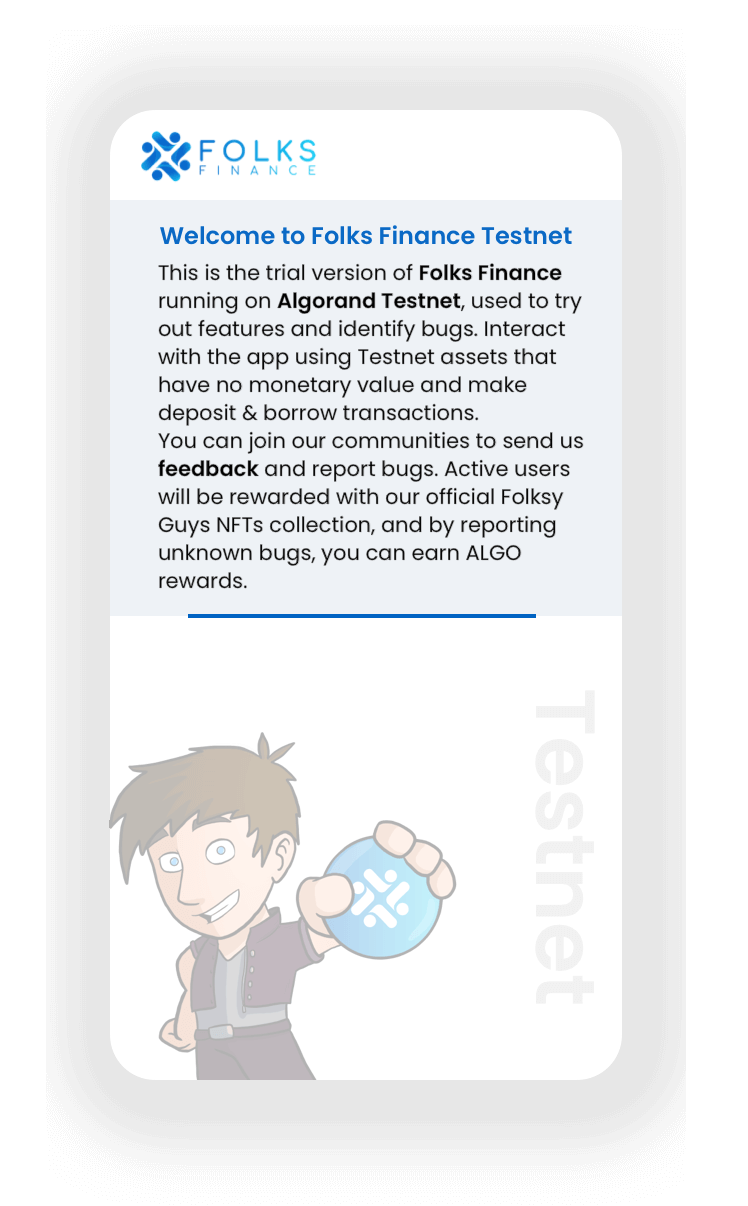 FOLKS
FINANCE
Welcome to Folks Finance Testnet
This is the trial version of Folks Finance
running on Algorand Testnet, used to try
out features and identify bugs. Interact
with the app using Testnet assets that
have no monetary value and make
deposit & borrow transactions.
You can join our communities to send us
feedback and report bugs. Active users
will be rewarded with our official Folksy
Guys NFTs collection, and by reporting
unknown bugs, you can earn ALGO
rewards.
Testnet